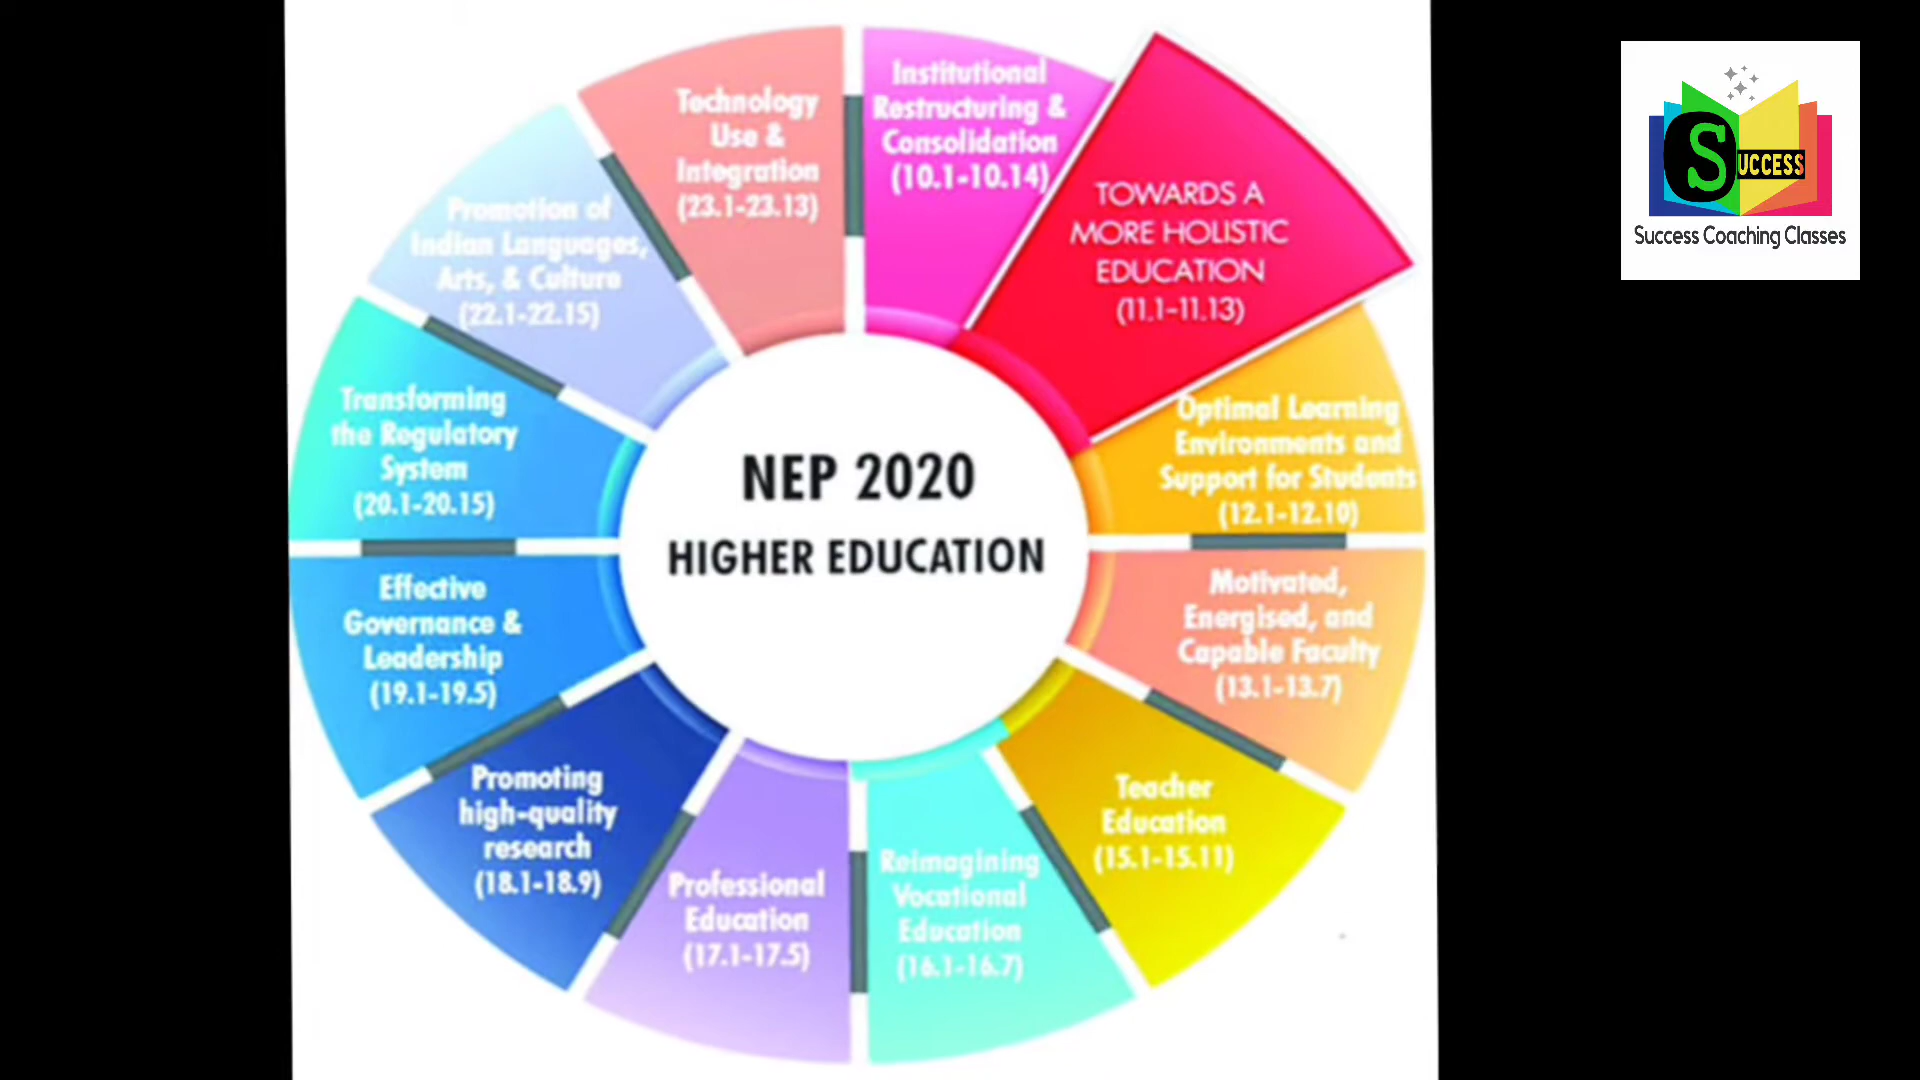 NEP 2020
HIGHER EDUCATION
Institutional
Restructuring &
Consolidation
(10.1-10.14)
TOWARDS A
MORE HOLISTIC
EDUCATION
(11.1-11.13)
Optimal Learning
Environments and
Support for Students
(12.1-12.10)
Motivated,
Energised, and
Capable Faculty
(13.1-13.7)
Teacher
Education
(15.1-15.11)
Reimagining
Vocational
Education
(16.1-16.7)
Professional
Education
(17.1-17.5)
Promoting
high-quality
research
(18.1-18.9)
Effective
Governance &
Leadership
(19.1-19.5)
Transforming
the Regulatory
System
(20.1-20.15)
Promotion of
Indian Languages,
Arts, & Culture
(22.1-22.15)
Technology
Use &
Integration
(23.1-23.13)
SUCCESS
Success Coaching Classes